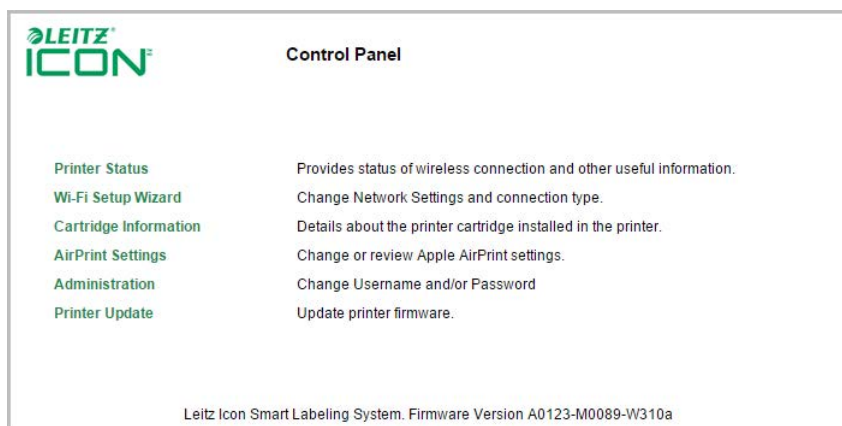 LEITZ
ICON
Control Panel
Printer Status Provides status of wireless connection and other useful information.
Wi-Fi Setup Wizard Change Network Settings and connection type.
Cartridge Information Details about the printer cartridge installed in the printer.
AirPrint Settings Change or review Apple AirPrint settings.
Administration Change Username and/or Password
Printer Update Update printer firmware.
Leitz Icon Smart Labeling System. Firmware Version A0123-M0089-W310a